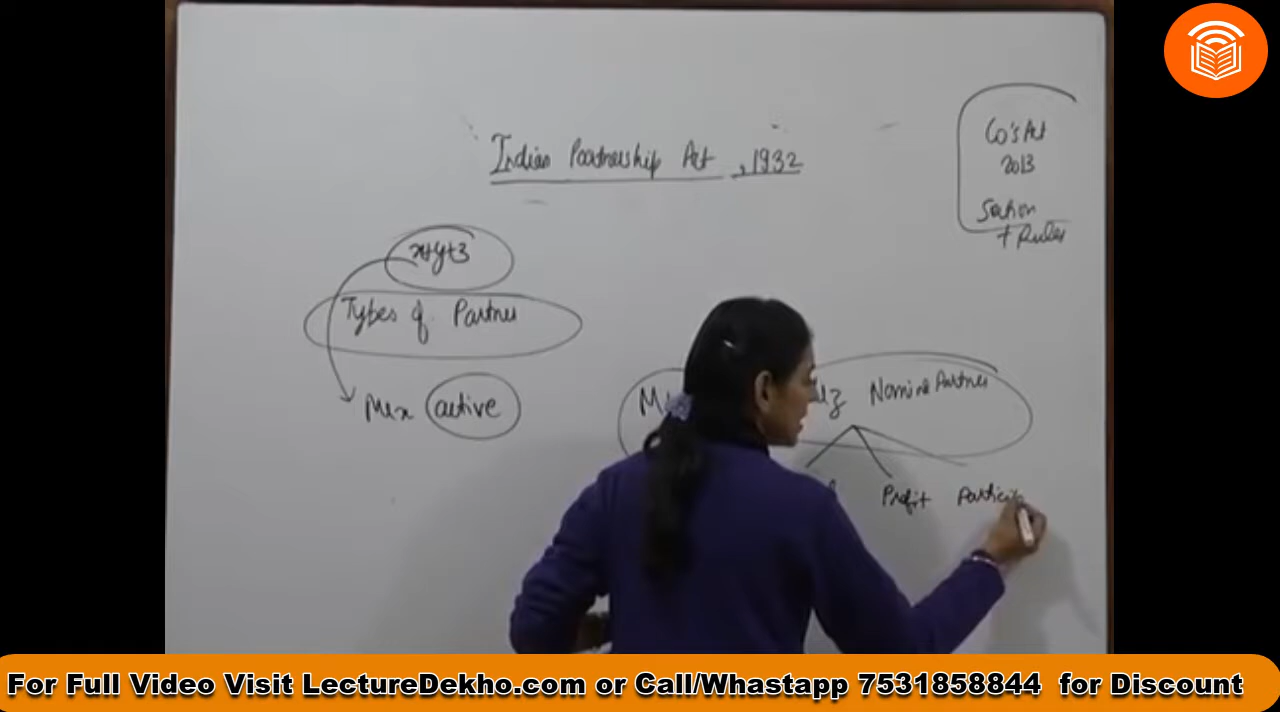 Co's Act
2013
Section
+ Rules
Indian Partnership Act, 1932
x+y+z
Types of Partner
Mr x active
Mr z Nominal Partner
Profit
For Full Video Visit LectureDekho.com or Call/Whastapp 7531858844 for Discount